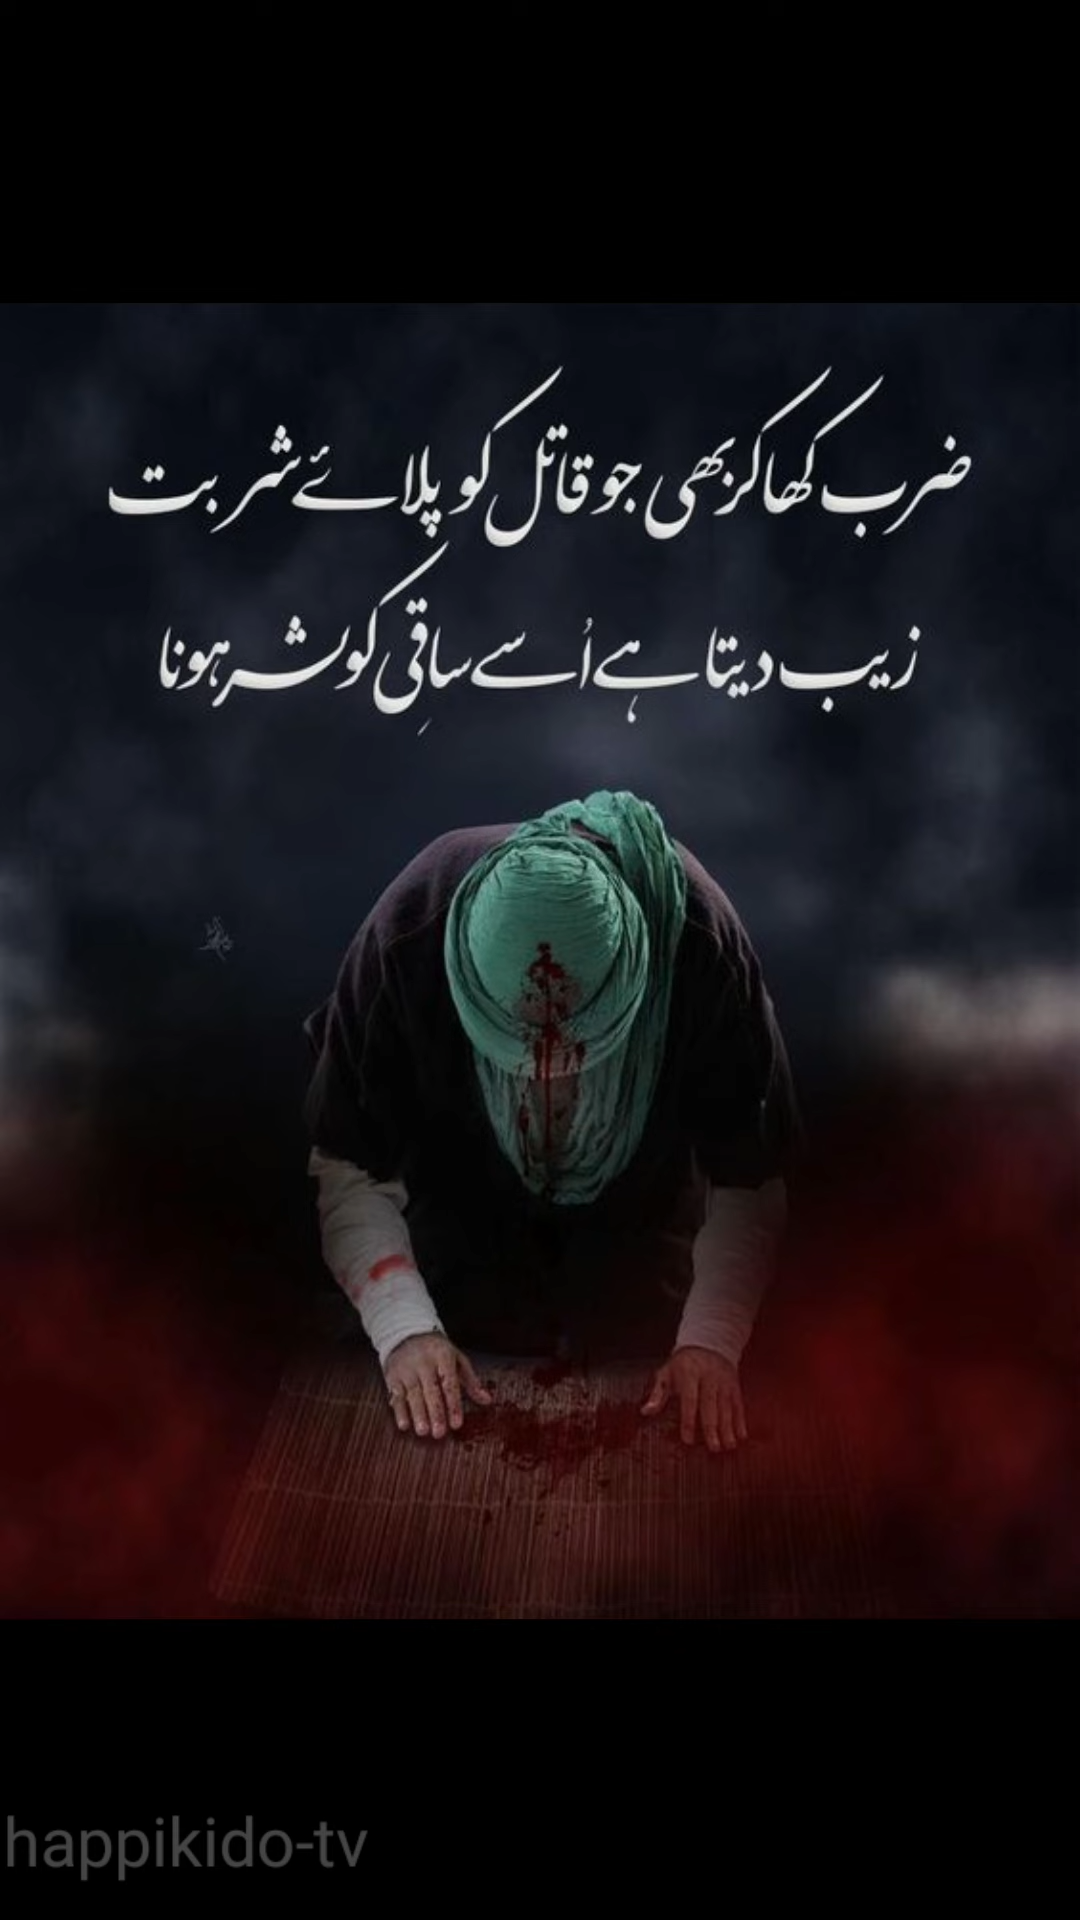 ضرب کھا کر بھی جو قاتل کو پلائے شربت
زیب دیتا ہے اُسے ساقیِ کوثر ہونا
happikido-tv